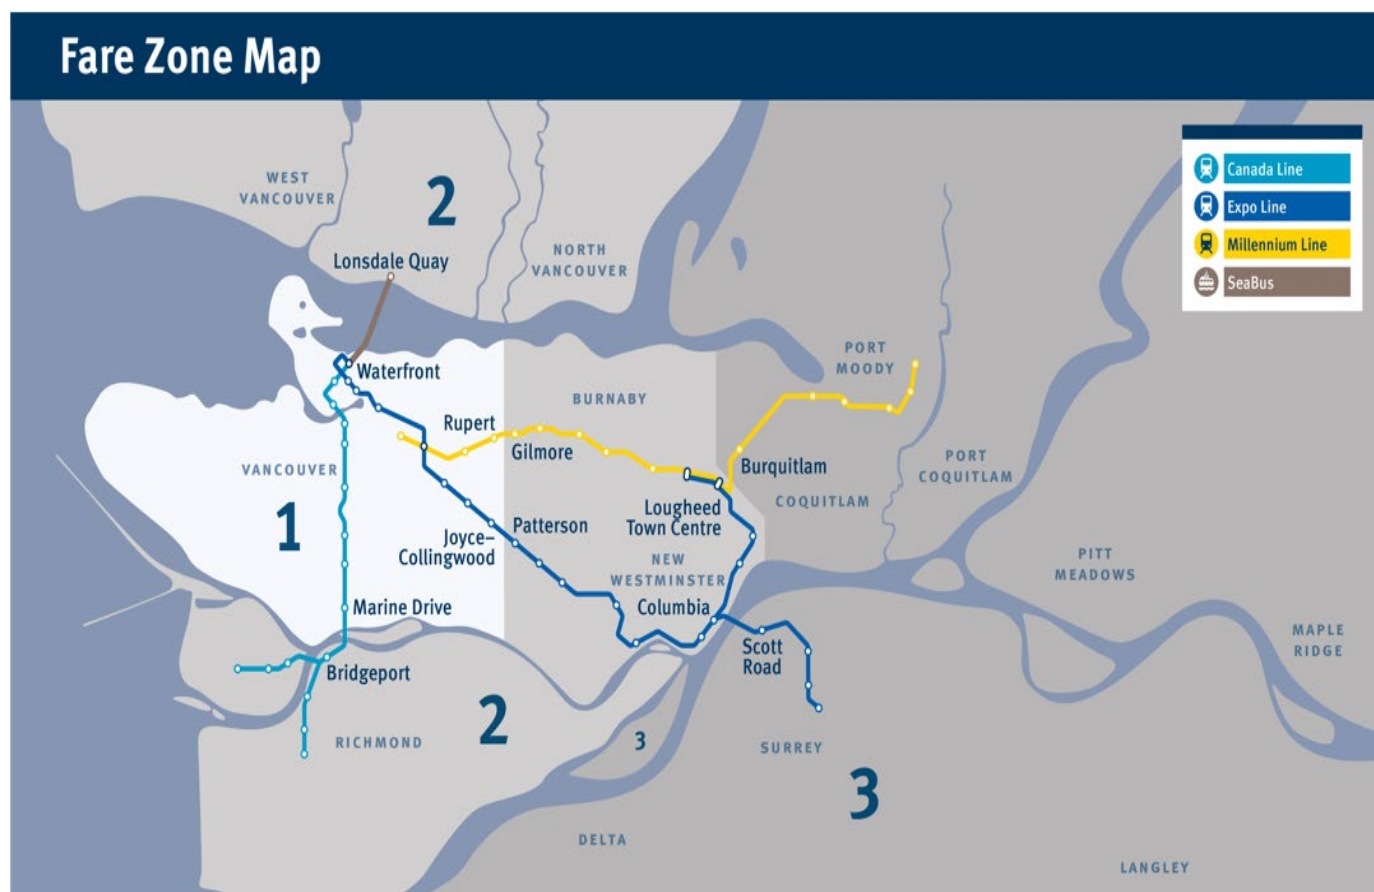 Fare Zone Map
Canada Line
Expo Line
Millennium Line
SeaBus
WEST
VANCOUVER
2
NORTH
VANCOUVER
Lonsdale Quay
Waterfront
PORT
MOODY
BURNABY
Rupert
Gilmore
VANCOUVER
1
Burquitlam
PORT
COQUITLAM
COQUITLAM
Lougheed
Town Centre
Patterson
Joyce–
Collingwood
NEW
WESTMINSTER
PITT
MEADOWS
Marine Drive
Columbia
MAPLE
RIDGE
Scott
Road
Bridgeport
RICHMOND
2
3
SURREY
3
DELTA
LANGLEY